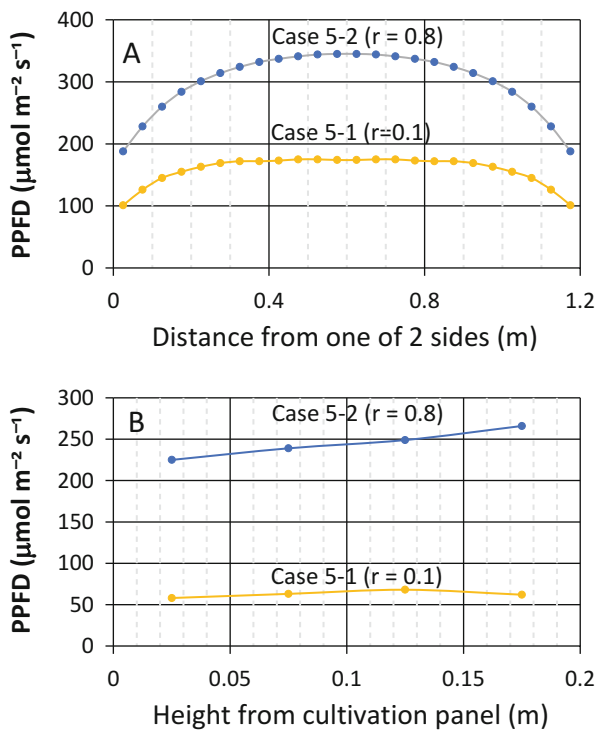 A
Case 5-2 (r = 0.8)
Case 5-1 (r=0.1)
PPFD (μmol m⁻² s⁻¹)
400
300
200
100
0
0 0.4 0.8 1.2
Distance from one of 2 sides (m)
B
Case 5-2 (r = 0.8)
Case 5-1 (r = 0.1)
PPFD (μmol m⁻² s⁻¹)
300
250
200
150
100
50
0
0 0.05 0.1 0.15 0.2
Height from cultivation panel (m)